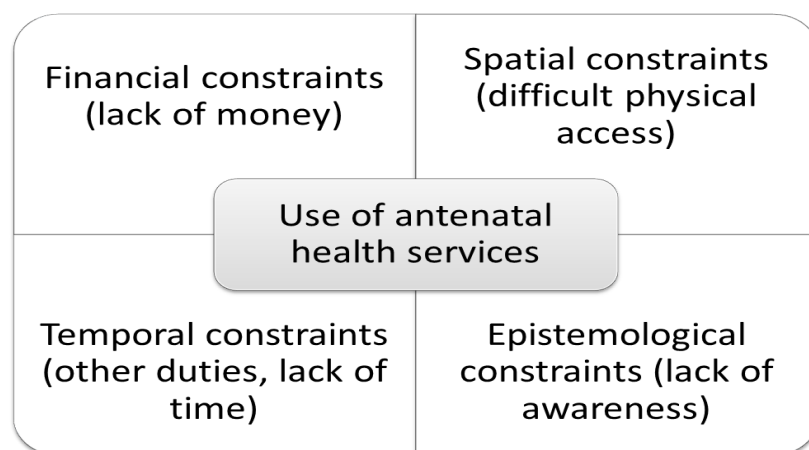 Financial constraints
(lack of money)
Spatial constraints
(difficult physical
access)
Use of antenatal
health services
Temporal constraints
(other duties, lack of
time)
Epistemological
constraints (lack of
awareness)